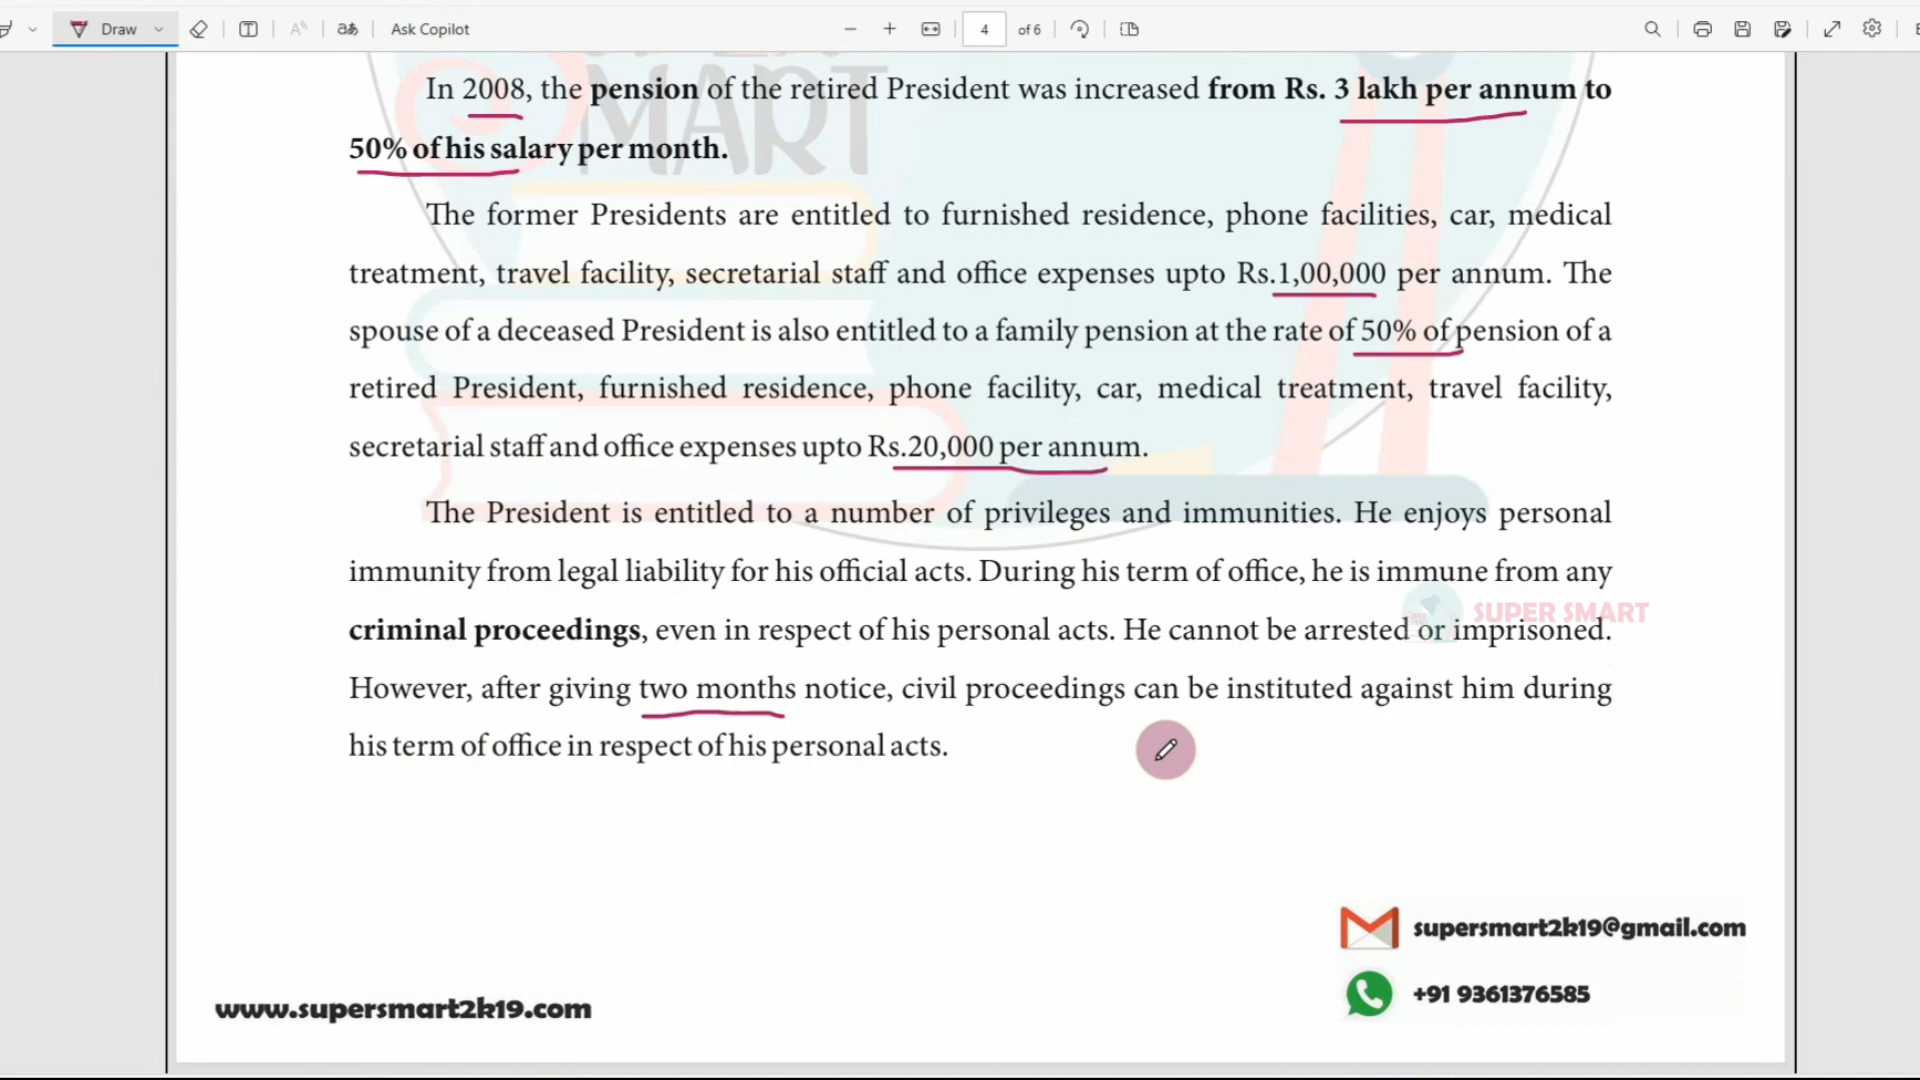 Draw
Ask Copilot
4 of 6
MART
In 2008, the pension of the retired President was increased from Rs. 3 lakh per annum to
50% of his salary per month.
The former Presidents are entitled to furnished residence, phone facilities, car, medical
treatment, travel facility, secretarial staff and office expenses upto Rs.1,00,000 per annum. The
spouse of a deceased President is also entitled to a family pension at the rate of 50% of pension of a
retired President, furnished residence, phone facility, car, medical treatment, travel facility,
secretarial staff and office expenses upto Rs.20,000 per annum.
The President is entitled to a number of privileges and immunities. He enjoys personal
immunity from legal liability for his official acts. During his term of office, he is immune from any
SUPER SMART
criminal proceedings, even in respect of his personal acts. He cannot be arrested or imprisoned.
However, after giving two months notice, civil proceedings can be instituted against him during
his term of office in respect of his personal acts.
supersmart2k19@gmail.com
+91 9361376585
www.supersmart2k19.com